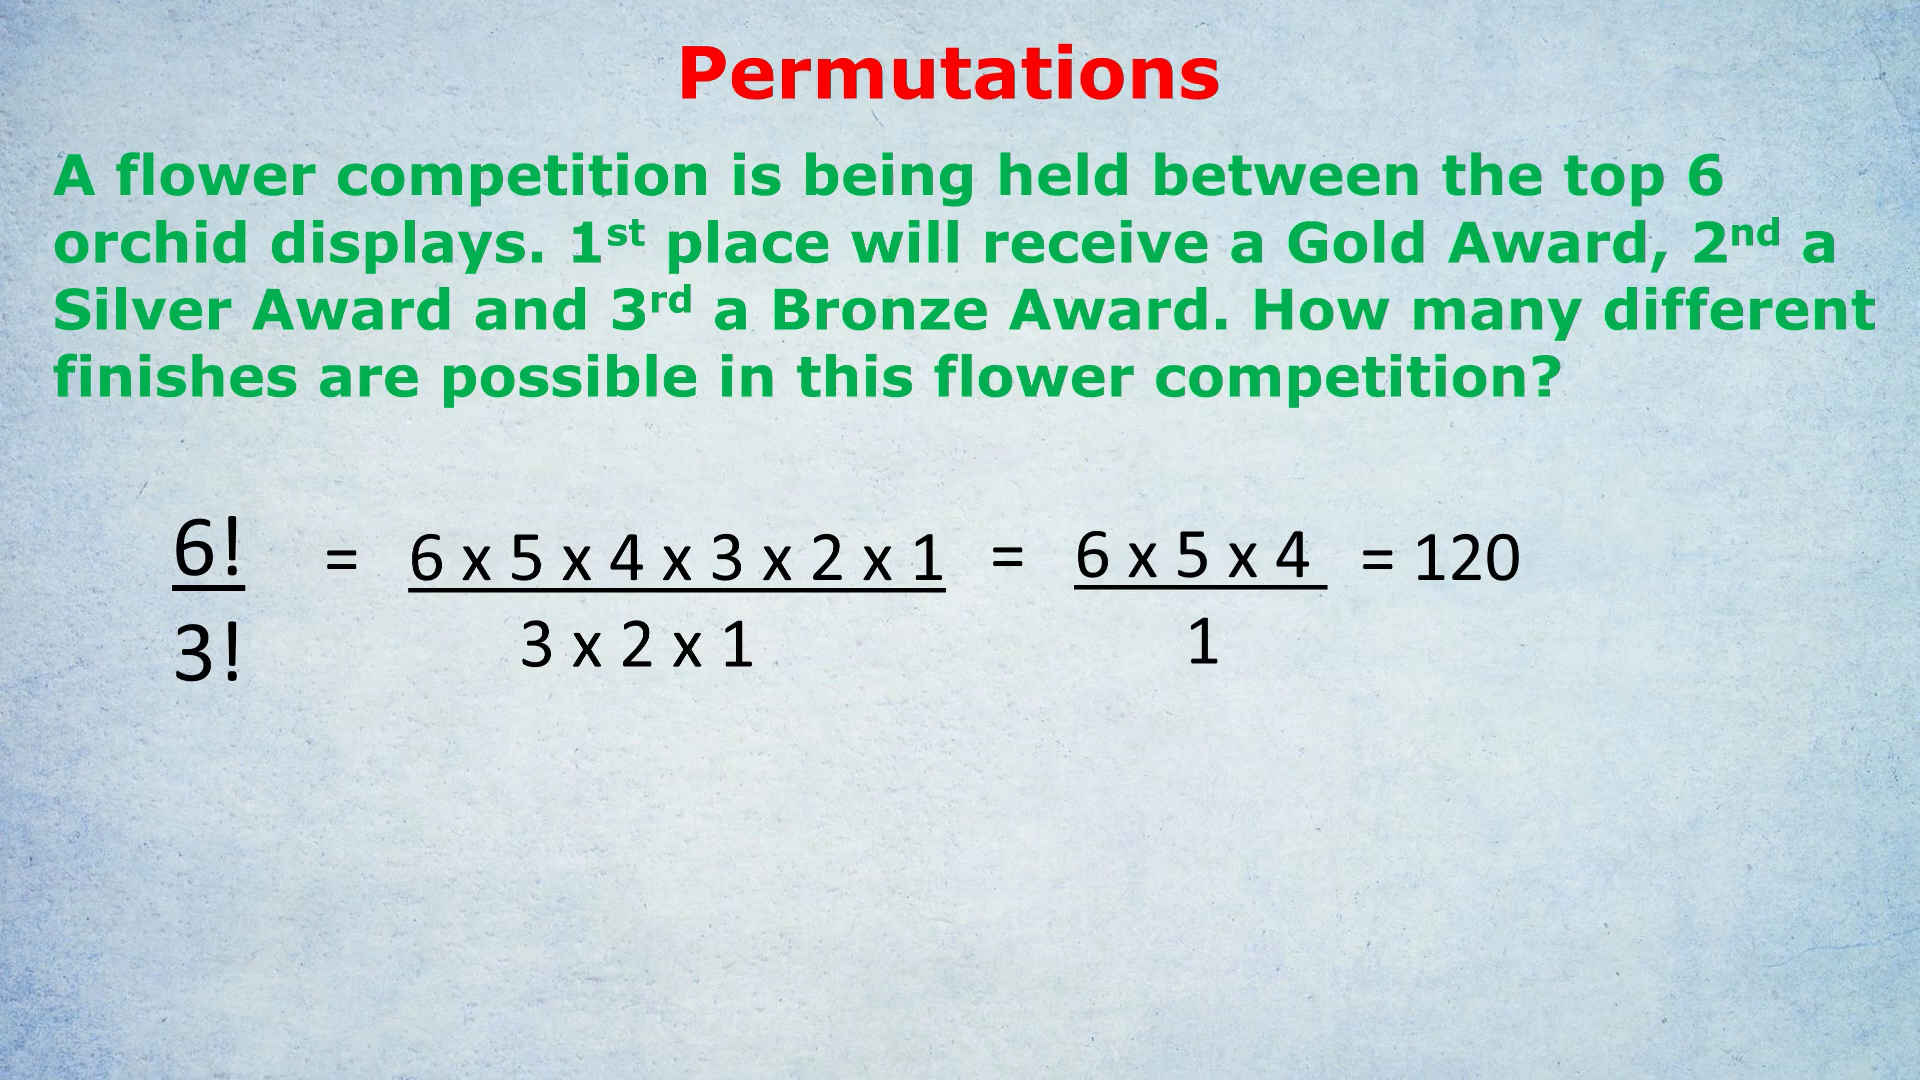 Permutations
A flower competition is being held between the top 6
orchid displays. 1st place will receive a Gold Award, 2nd a
Silver Award and 3rd a Bronze Award. How many different
finishes are possible in this flower competition?
6! = 6 x 5 x 4 x 3 x 2 x 1 = 6 x 5 x 4 = 120
3! 3 x 2 x 1 1